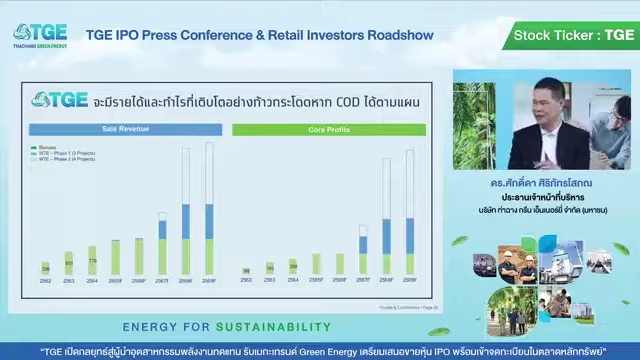 TGE
THACHANG GREEN ENERGY
TGE IPO Press Conference & Retail Investors Roadshow
Stock Ticker : TGE
TGE จะมีรายได้และกำไรที่เติบโตอย่างก้าวกระโดดหาก COD ได้ตามแผน
Sale Revenue
Core Profits
Biomass
WTE – Phase 1 (3 Projects)
WTE – Phase 2 (4 Projects)
2562 2563 2564 2565F 2566F 2567F 2568F 2569F
2562 2563 2564 2565F 2566F 2567F 2568F 2569F
ดร.ศักดิ์ดา ศิริภัทรโสภณ
ประธานเจ้าหน้าที่บริหาร
บริษัท ท่าฉาง กรีน เอ็นเนอร์ยี่ จำกัด (มหาชน)
ENERGY FOR SUSTAINABILITY
"TGE เปิดกลยุทธ์สู่ผู้นำอุตสาหกรรมพลังงานทดแทน รับเมกะเทรนด์ Green Energy เตรียมเสนอขายหุ้น IPO พร้อมเข้าจดทะเบียนในตลาดหลักทรัพย์"